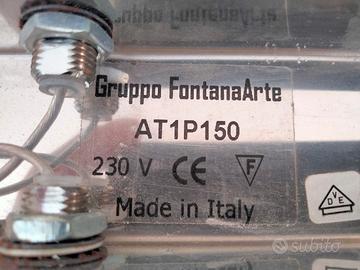 Gruppo FontanaArte
AT1P150
230 V CE F
Made in Italy
D V E
subito